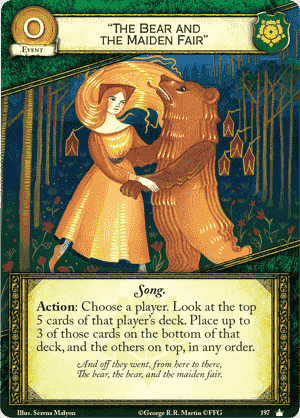 0
EVENT
"THE BEAR AND
THE MAIDEN FAIR"
Song.
Action: Choose a player. Look at the top
5 cards of that player's deck. Place up to
3 of those cards on the bottom of that
deck, and the others on top, in any order.
And off they went, from here to there,
The bear, the bear, and the maiden fair.
Illus. Serena Malyon ©George R.R. Martin ©FFG 197